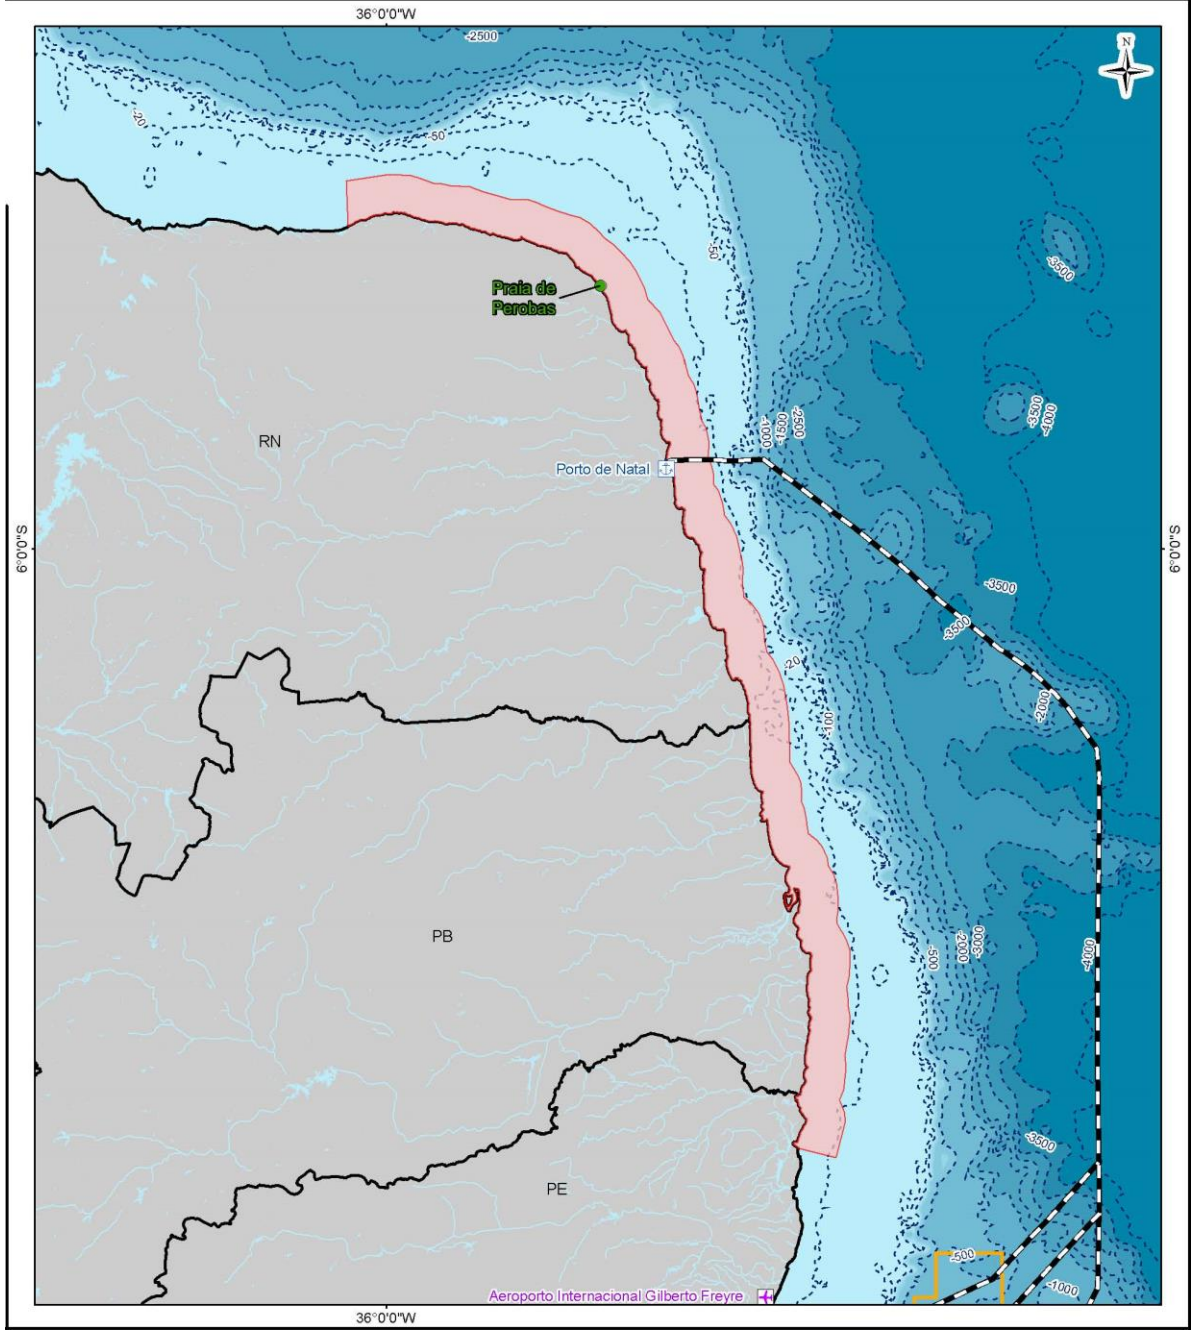 36°0'0"W
-2500
N
-20
-50
-50
-3500
Praia de
Perobas
-3500
-4000
-1000
-1500
-2500
RN
Porto de Natal
6°0'0"S
6°0'0"S
-3500
-3500
-20
-2000
-100
PB
-500
-2000
-3000
-4000
-3500
PE
-500
-1000
Aeroporto Internacional Gilberto Freyre
36°0'0"W